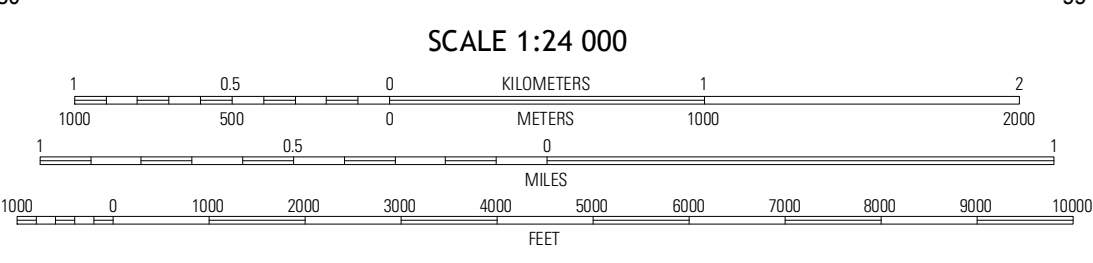 SCALE 1:24 000
1 0.5 0 KILOMETERS 1 2
1000 500 0 METERS 1000 2000
1 0.5 0 1
MILES
1000 0 1000 2000 3000 4000 5000 6000 7000 8000 9000 10000
FEET